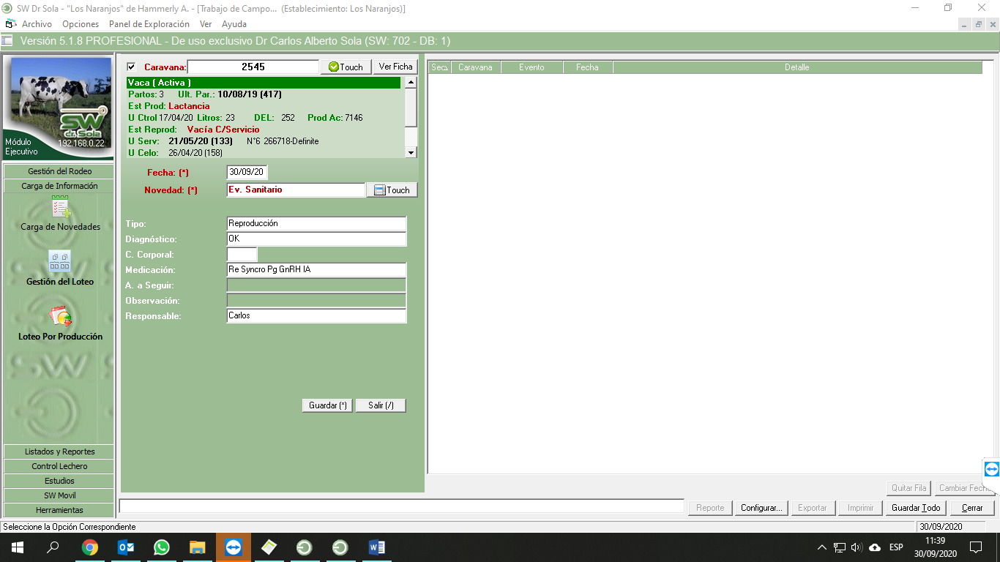 SW Dr Sola - "Los Naranjos" de Hammerly A. - [Trabajo de Campo... (Establecimiento: Los Naranjos)]
Archivo Opciones Panel de Exploración Ver Ayuda
Versión 5.1.8 PROFESIONAL - De uso exclusivo Dr Carlos Alberto Sola (SW: 702 - DB: 1)
SW
dr. Sola
Módulo
Ejecutivo
192.168.0.22
Gestión del Rodeo
Carga de Información
Carga de Novedades
Gestión del Loteo
Loteo Por Producción
Listados y Reportes
Control Lechero
Estudios
SW Movil
Herramientas
Caravana: 2545 Touch Ver Ficha
Vaca ( Activa )
Partos: 3 Ult. Par.: 10/08/19 (417)
Est Prod: Lactancia
U Ctrol 17/04/20 Litros: 23 DEL: 252 Prod Ac: 7146
Est Reprod: Vacía C/Servicio
U Serv: 21/05/20 (133) N°6 266718-Definite
U Celo: 26/04/20 (158)
Fecha: (*) 30/09/20
Novedad: (*) Ev. Sanitario Touch
Tipo: Reproducción
Diagnóstico: OK
C. Corporal:
Medicación: Re Syncro Pg GnRH IA
A. a Seguir:
Observación:
Responsable: Carlos
Guardar (*) Salir (/)
Sec. Caravana Evento Fecha Detalle
Quitar Fila Cambiar Fecha
Reporte Configurar... Exportar Imprimir Guardar Todo Cerrar
Seleccione la Opción Correspondiente 30/09/2020
ESP 11:39
30/09/2020